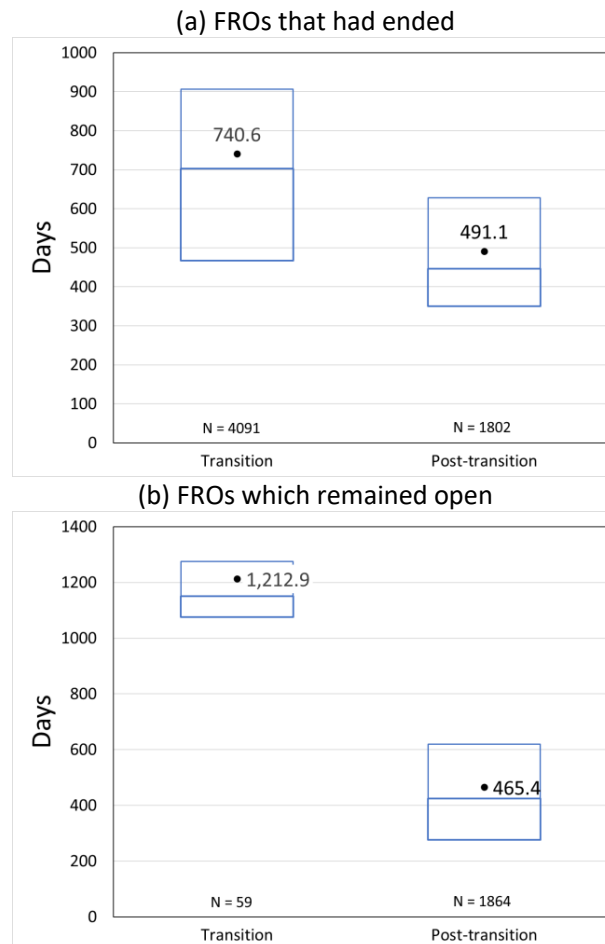 (a) FROs that had ended
1000
900
800
700
600
500
400
300
200
100
0
Days
740.6
491.1
N = 4091
N = 1802
Transition
Post-transition
(b) FROs which remained open
1400
1200
1000
800
600
400
200
0
Days
1,212.9
465.4
N = 59
N = 1864
Transition
Post-transition